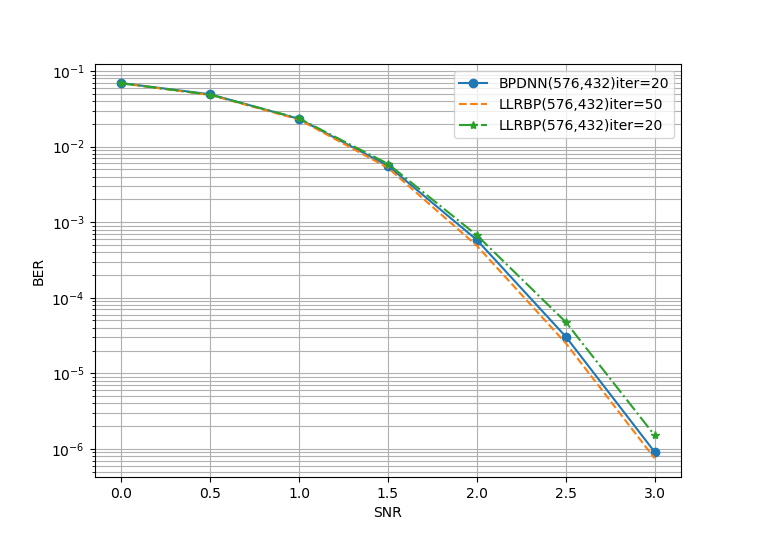 BPDNN(576,432)iter=20
LLRBP(576,432)iter=50
LLRBP(576,432)iter=20
10⁻¹
10⁻²
10⁻³
10⁻⁴
10⁻⁵
10⁻⁶
BER
0.0 0.5 1.0 1.5 2.0 2.5 3.0
SNR